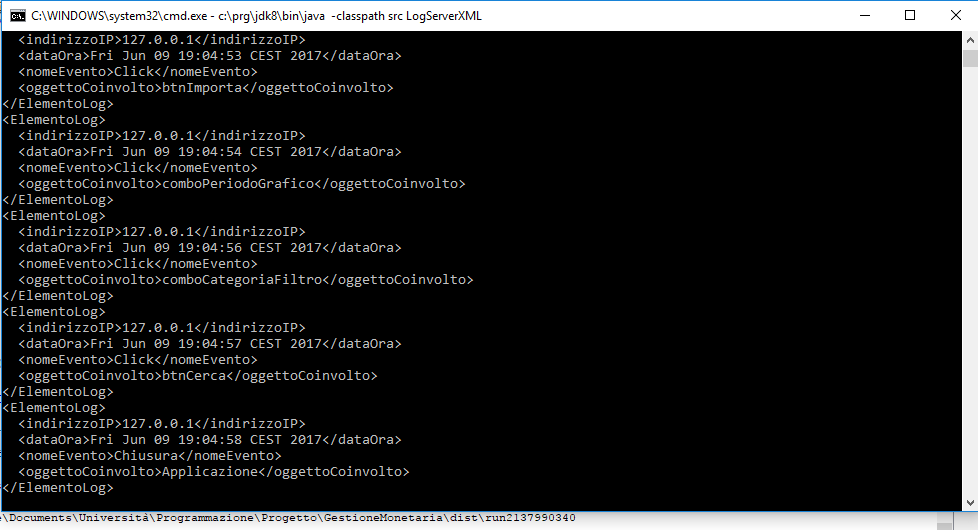 C:\WINDOWS\system32\cmd.exe - c:\prg\jdk8\bin\java  -classpath src LogServerXML
  <indirizzoIP>127.0.0.1</indirizzoIP>
  <dataOra>Fri Jun 09 19:04:53 CEST 2017</dataOra>
  <nomeEvento>Click</nomeEvento>
  <oggettoCoinvolto>btnImporta</oggettoCoinvolto>
</ElementoLog>
<ElementoLog>
  <indirizzoIP>127.0.0.1</indirizzoIP>
  <dataOra>Fri Jun 09 19:04:54 CEST 2017</dataOra>
  <nomeEvento>Click</nomeEvento>
  <oggettoCoinvolto>comboPeriodoGrafico</oggettoCoinvolto>
</ElementoLog>
<ElementoLog>
  <indirizzoIP>127.0.0.1</indirizzoIP>
  <dataOra>Fri Jun 09 19:04:56 CEST 2017</dataOra>
  <nomeEvento>Click</nomeEvento>
  <oggettoCoinvolto>comboCategoriaFiltro</oggettoCoinvolto>
</ElementoLog>
<ElementoLog>
  <indirizzoIP>127.0.0.1</indirizzoIP>
  <dataOra>Fri Jun 09 19:04:57 CEST 2017</dataOra>
  <nomeEvento>Click</nomeEvento>
  <oggettoCoinvolto>btnCerca</oggettoCoinvolto>
</ElementoLog>
<ElementoLog>
  <indirizzoIP>127.0.0.1</indirizzoIP>
  <dataOra>Fri Jun 09 19:04:58 CEST 2017</dataOra>
  <nomeEvento>Chiusura</nomeEvento>
  <oggettoCoinvolto>Applicazione</oggettoCoinvolto>
</ElementoLog>
e\Documents\Università\Programmazione\Progetto\GestioneMonetaria\dist\run2137990340